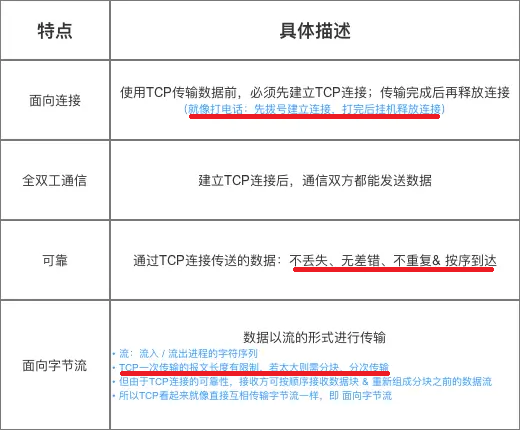 特点
具体描述
面向连接
使用TCP传输数据前，必须先建立TCP连接；传输完成后再释放连接
（就像打电话：先拨号建立连接、打完后挂机释放连接）
全双工通信
建立TCP连接后，通信双方都能发送数据
可靠
通过TCP连接传送的数据：不丢失、无差错、不重复& 按序到达
面向字节流
数据以流的形式进行传输
• 流：流入 / 流出进程的字符序列
• TCP一次传输的报文长度有限制，若太大则需分块、分次传输
• 但由于TCP连接的可靠性，接收方可按顺序接收数据块 & 重新组成分块之前的数据流
• 所以TCP看起来就像直接互相传输字节流一样，即 面向字节流